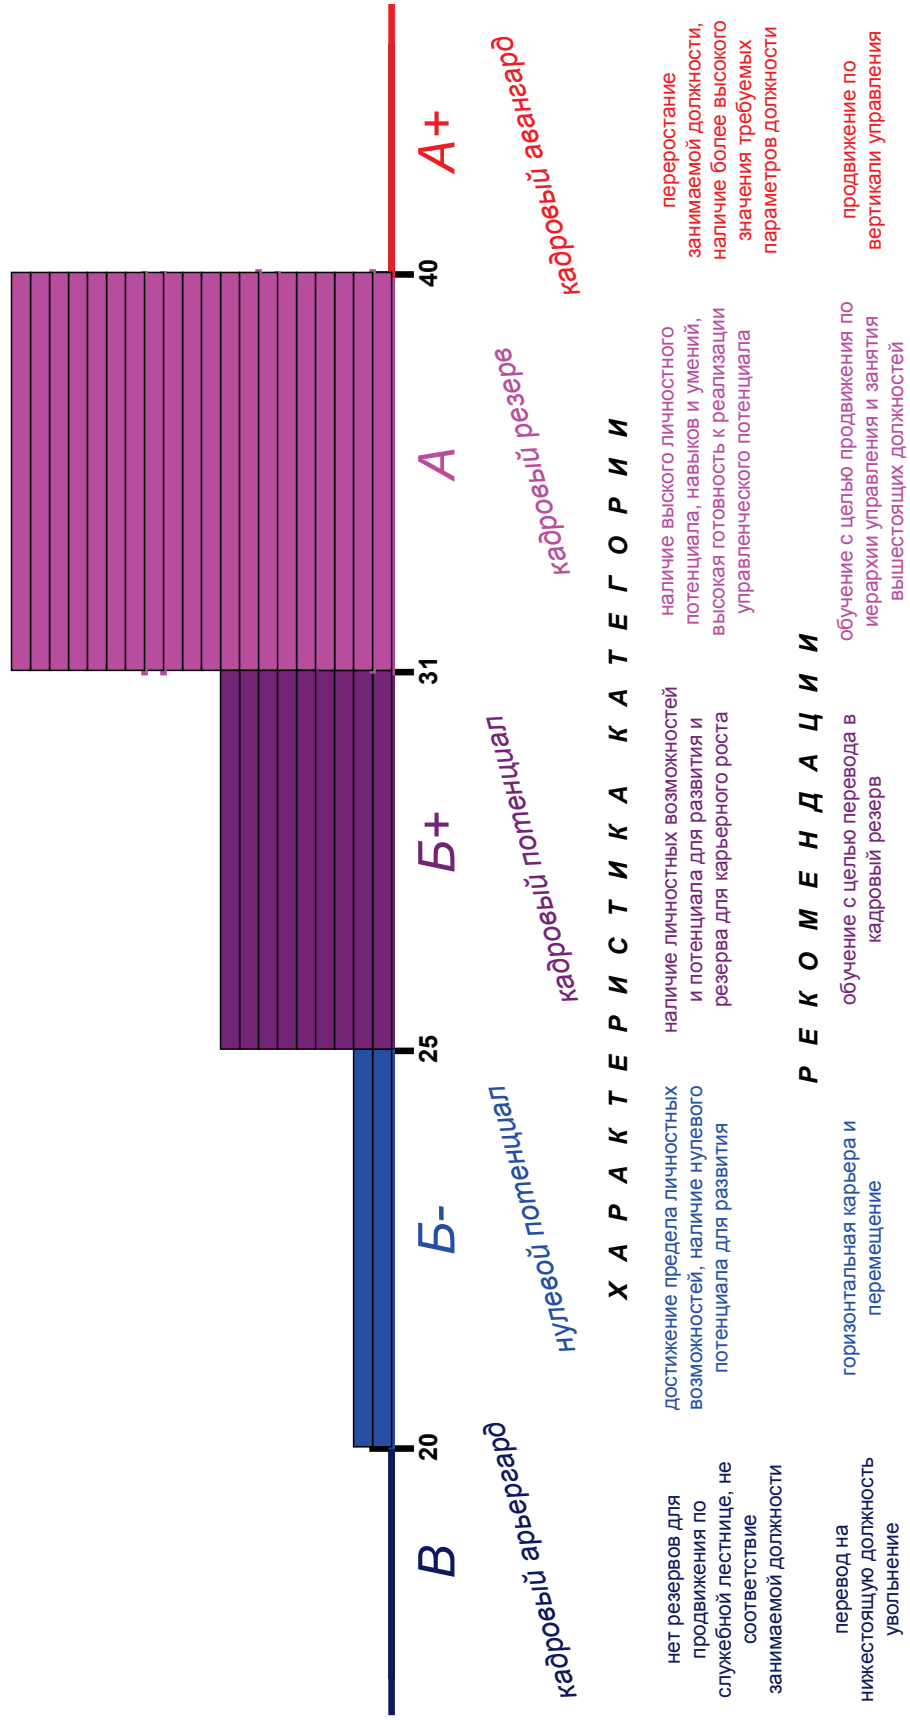 20
25
31
40
В
Б-
Б+
А
А+
кадровый арьергард
нулевой потенциал
кадровый потенциал
кадровый резерв
кадровый авангард
ХАРАКТЕРИСТИКА КАТЕГОРИИ
нет резервов для
продвижения по
служебной лестнице, не
соответствие
занимаемой должности
достижение предела личностных
возможностей, наличие нулевого
потенциала для развития
наличие личностных возможностей
и потенциала для развития и
резерва для карьерного роста
наличие выского личностного
потенциала, навыков и умений,
высокая готовность к реализации
управленческого потенциала
переростание
занимаемой должности,
наличие более высокого
значения требуемых
параметров должности
РЕКОМЕНДАЦИИ
перевод на
нижестоящую должность
увольнение
горизонтальная карьера и
перемещение
обучение с целью перевода в
кадровый резерв
обучение с целью продвижения по
иерархии управления и занятия
вышестоящих должностей
продвижение по
вертикали управления